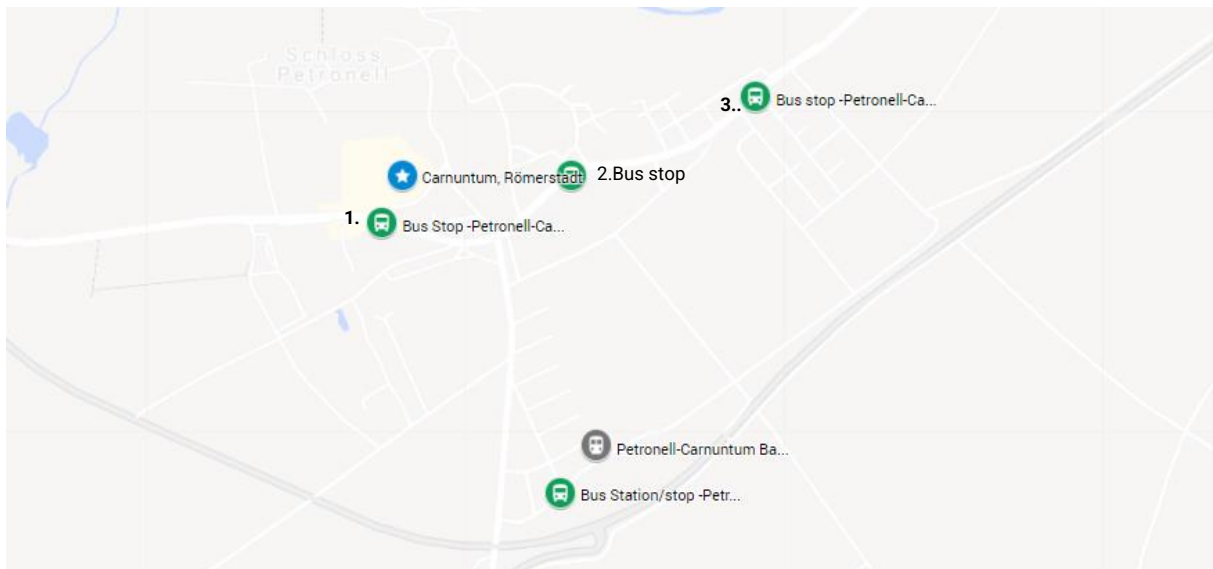 Schloss
Petronell
3.. Bus stop -Petronell-Ca...
Carnuntum, Römerstadt
2.Bus stop
1. Bus Stop -Petronell-Ca...
Petronell-Carnuntum Ba...
Bus Station/stop -Petr...